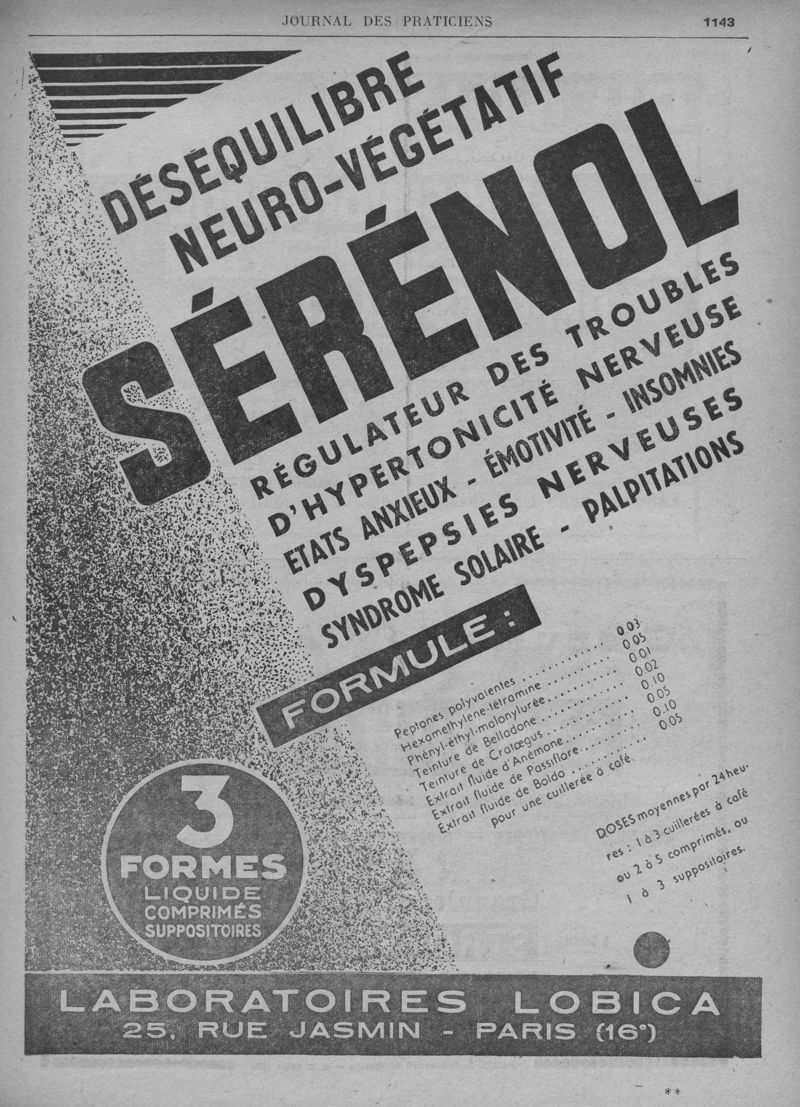 JOURNAL DES PRATICIENS
1143
DÉSÉQUILIBRE
NEURO-VÉGÉTATIF
SÉRÉNOL
RÉGULATEUR DES TROUBLES
D'HYPERTONICITÉ NERVEUSE
ETATS ANXIEUX - ÉMOTIVITÉ - INSOMNIES
DYSPEPSIES NERVEUSES
SYNDROME SOLAIRE - PALPITATIONS
FORMULE :
Peptones polyvalentes ............ 0 03
Hexamethylene-tétramine .......... 0 05
Phényl-éthyl-malonylurée.......... 0.01
Teinture de Belladone ............ 0.02
Teinture de Cratœgus............. 0.10
Extrait fluide d'Anémone.......... 0.05
Extrait fluide de Passiflore........ 0.10
Extrait fluide de Boldo ........... 0.05
pour une cuillerée à café
DOSES moyennes par 24 heu-
res : 1 à 3 cuillerées à café
ou 2 à 5 comprimés, ou
1 à 3 suppositoires.
3
FORMES
LIQUIDE
COMPRIMÉS
SUPPOSITOIRES
LABORATOIRES LOBICA
25, RUE JASMIN - PARIS (16°)
**